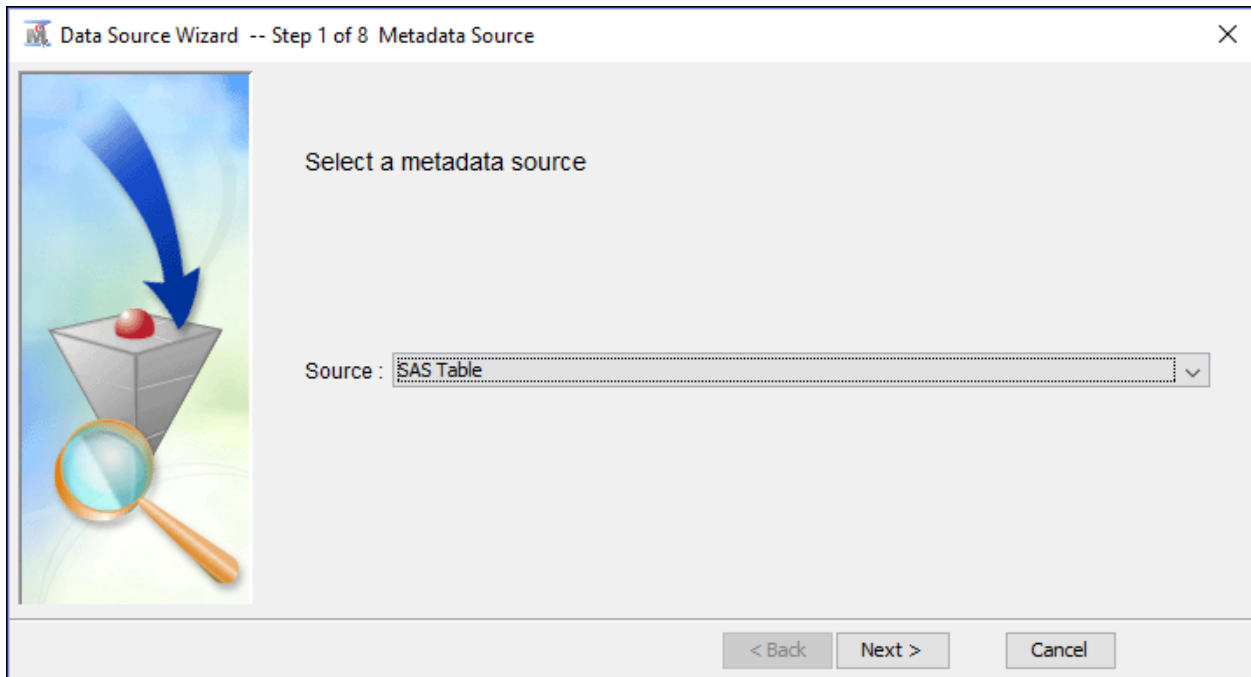 Data Source Wizard -- Step 1 of 8 Metadata Source
Select a metadata source
Source : SAS Table
< Back Next > Cancel